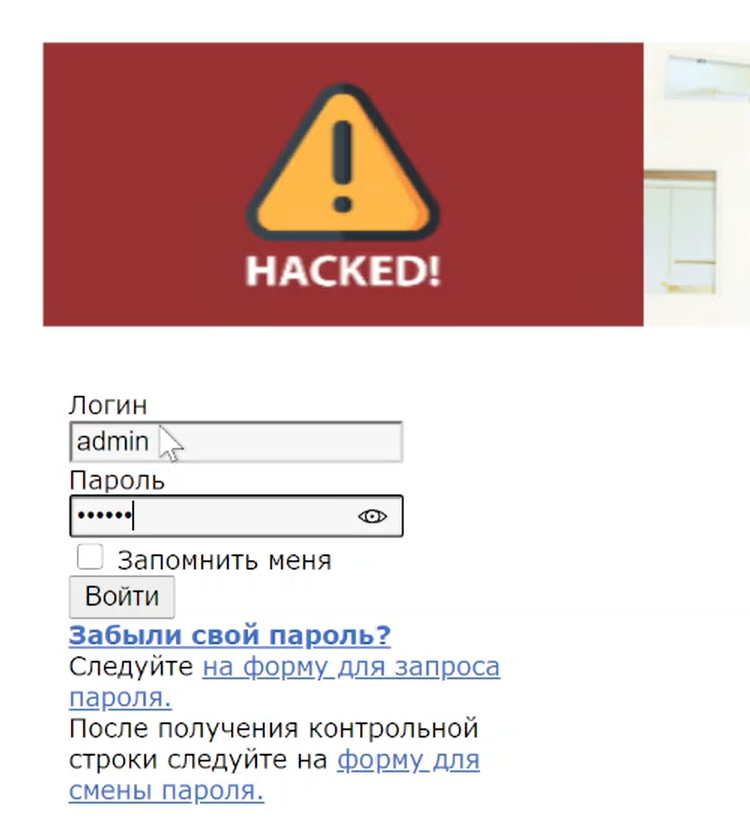 HACKED!
Логин
admin
Пароль
••••••
Запомнить меня
Войти
Забыли свой пароль?
Следуйте на форму для запроса
пароля.
После получения контрольной
строки следуйте на форму для
смены пароля.